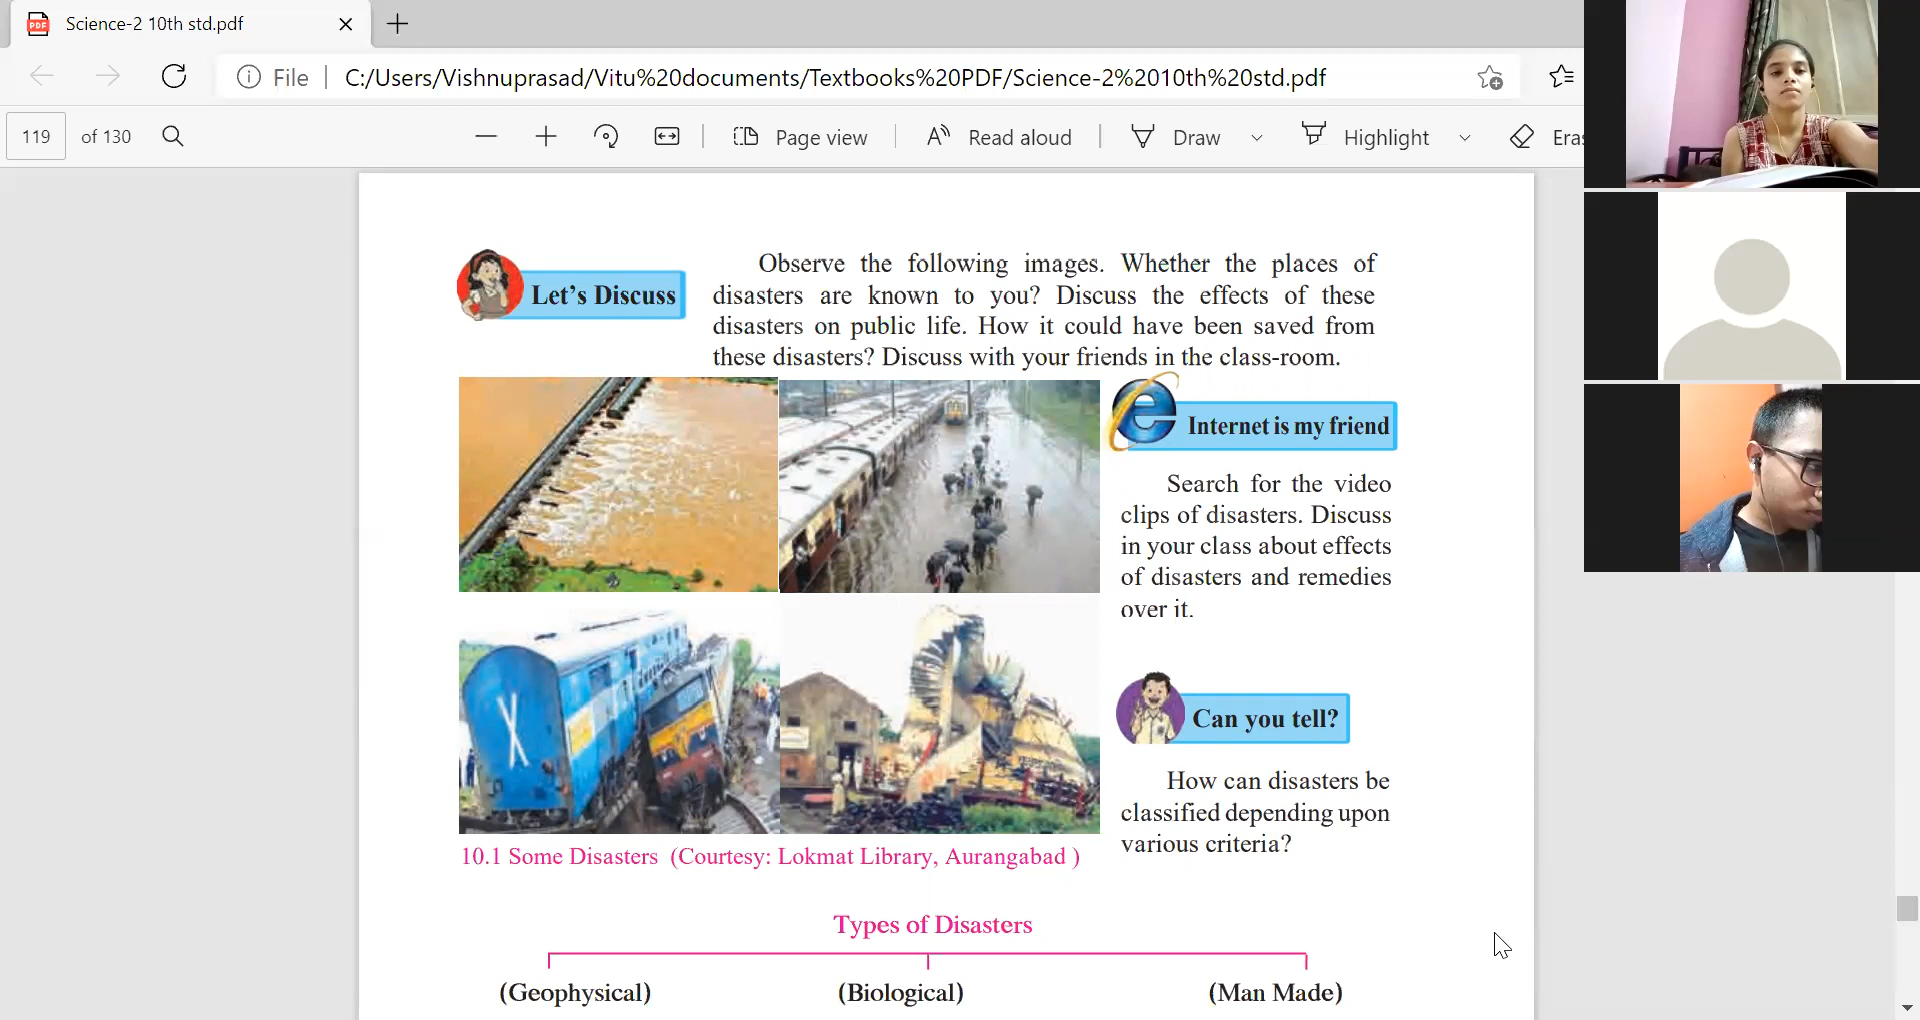 Science-2 10th std.pdf
File
C:/Users/Vishnuprasad/Vitu%20documents/Textbooks%20PDF/Science-2%2010th%20std.pdf
119 of 130
Page view
Read aloud
Draw
Highlight
Eras
Let's Discuss
Observe the following images. Whether the places of
disasters are known to you? Discuss the effects of these
disasters on public life. How it could have been saved from
these disasters? Discuss with your friends in the class-room.
Internet is my friend
Search for the video
clips of disasters. Discuss
in your class about effects
of disasters and remedies
over it.
Can you tell?
How can disasters be
classified depending upon
various criteria?
10.1 Some Disasters (Courtesy: Lokmat Library, Aurangabad )
Types of Disasters
(Geophysical)
(Biological)
(Man Made)